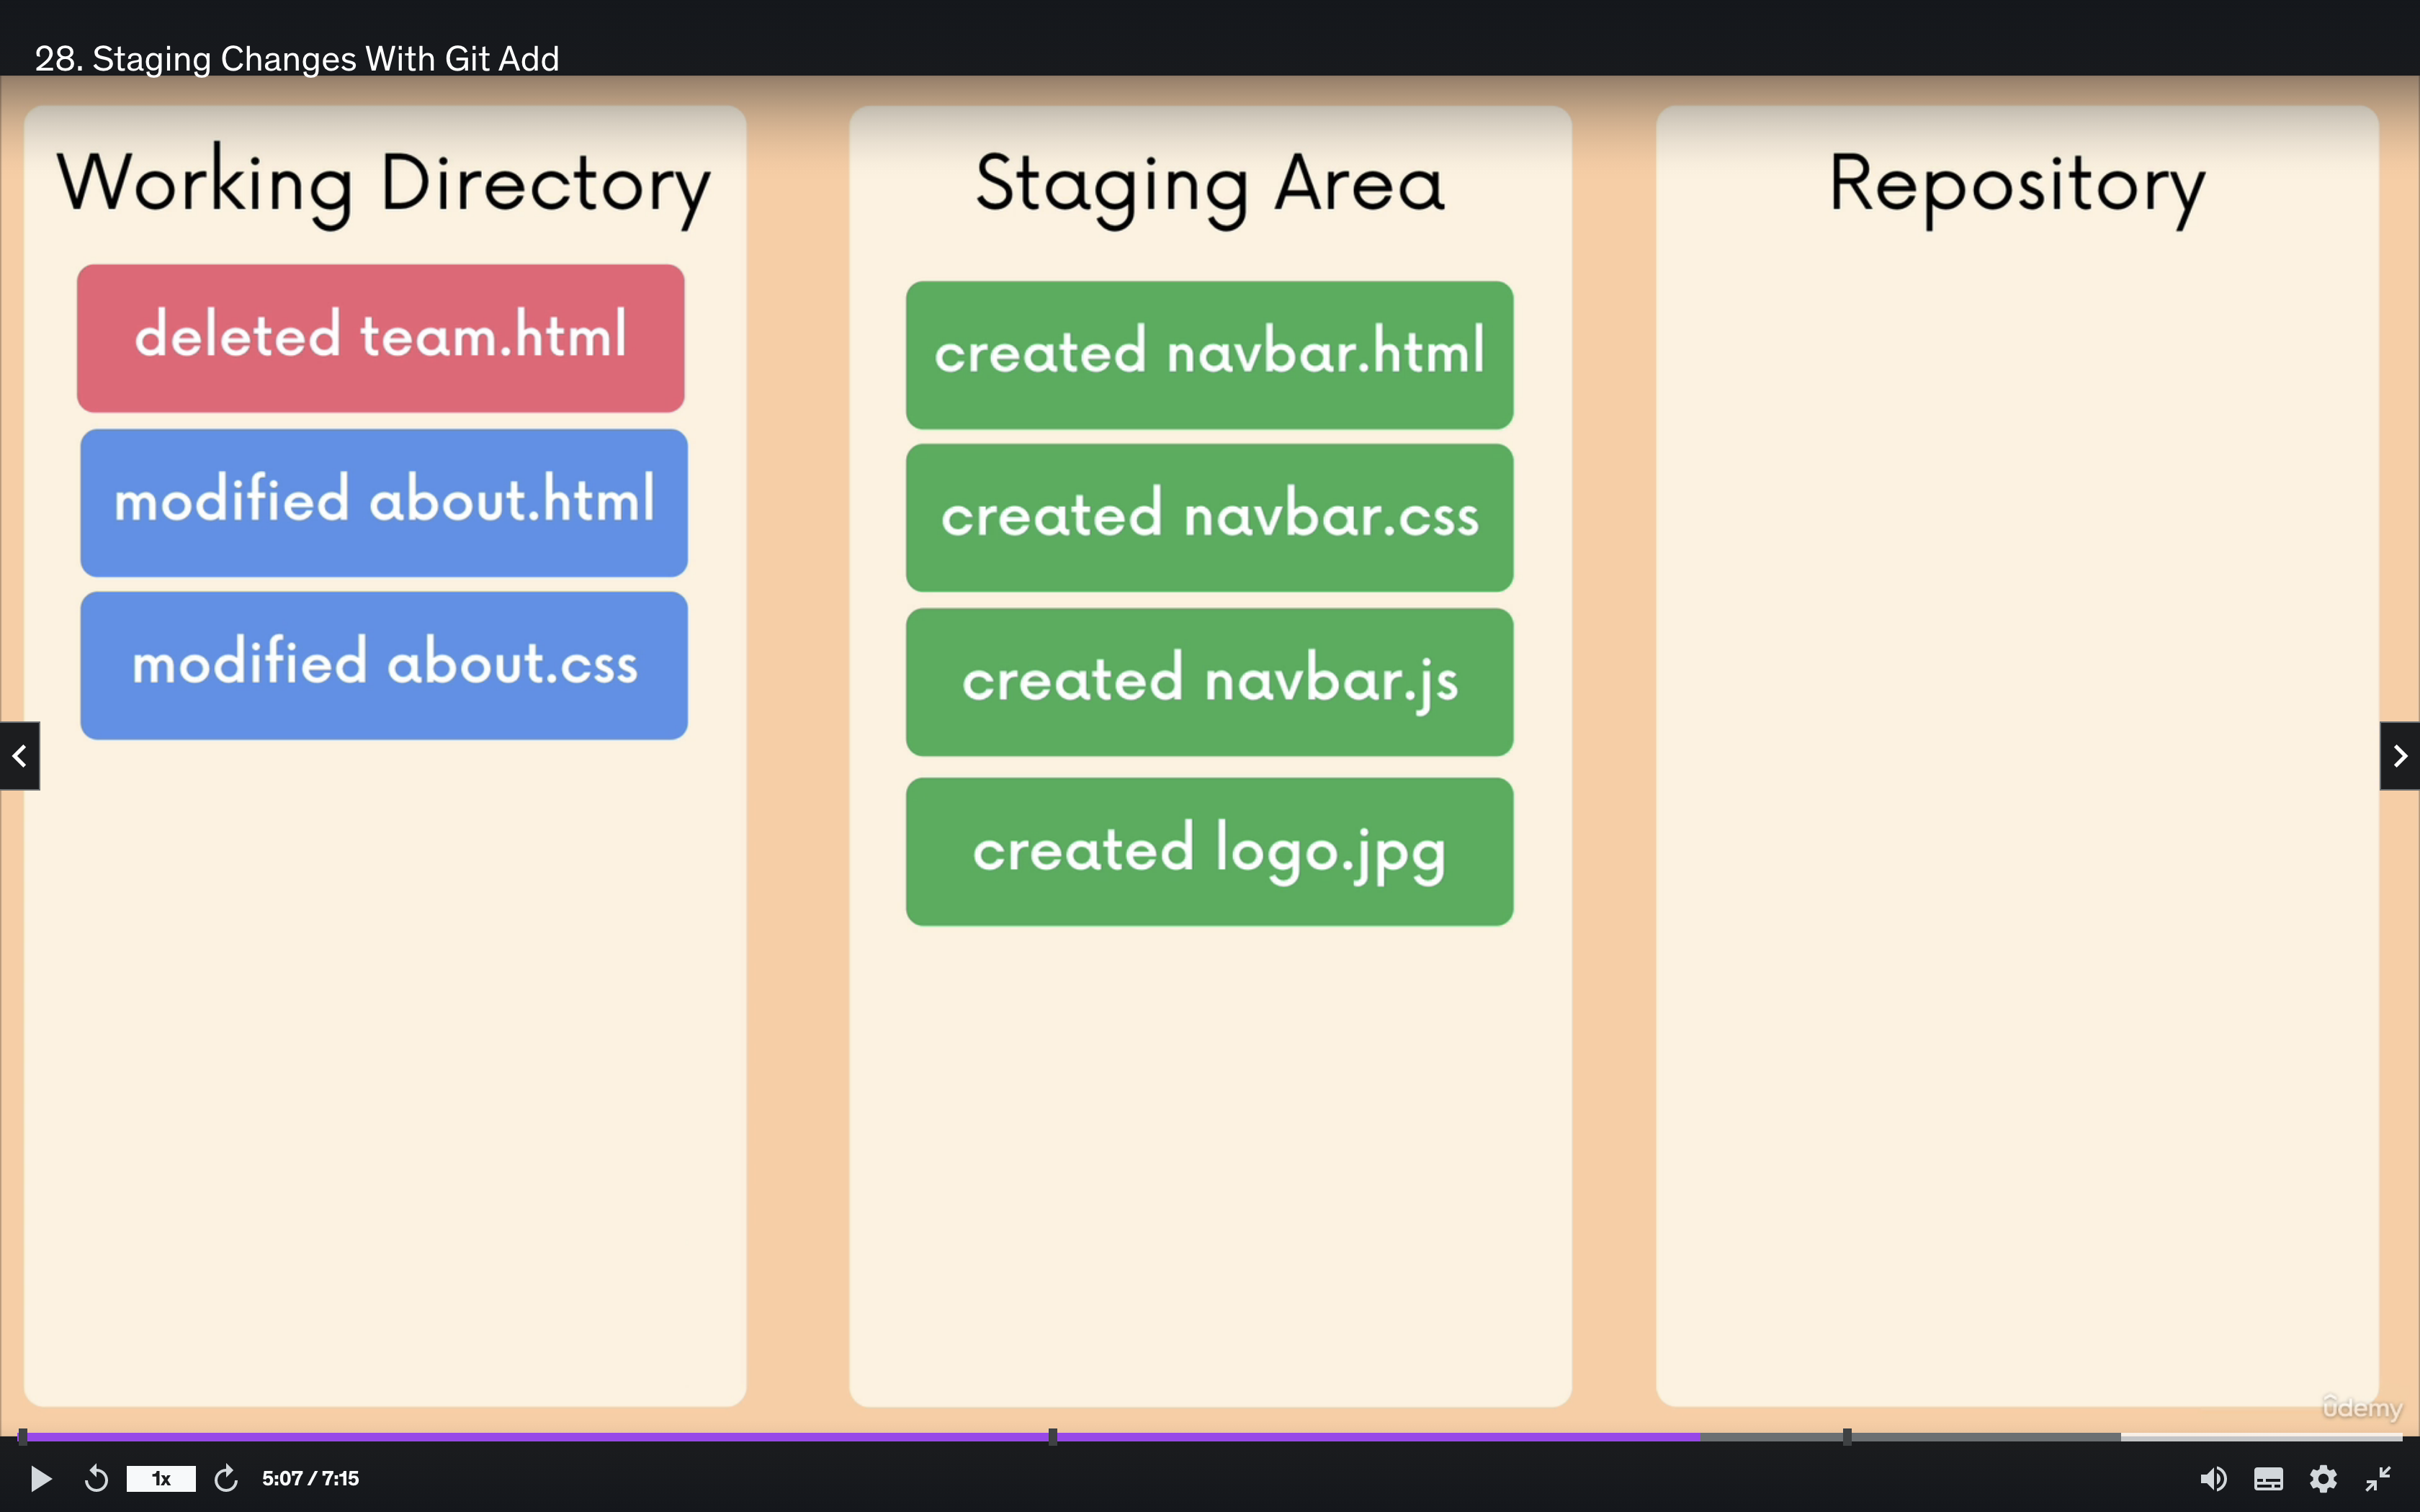 28. Staging Changes With Git Add
Working Directory
deleted team.html
modified about.html
modified about.css
Staging Area
created navbar.html
created navbar.css
created navbar.js
created logo.jpg
Repository
ûdemy
1x
5:07 / 7:15